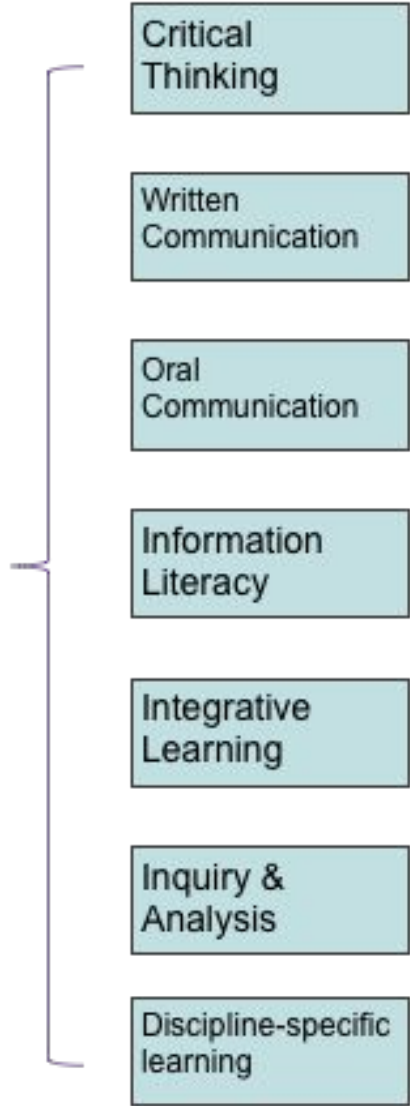 Critical
Thinking
Written
Communication
Oral
Communication
Information
Literacy
Integrative
Learning
Inquiry &
Analysis
Discipline-specific
learning